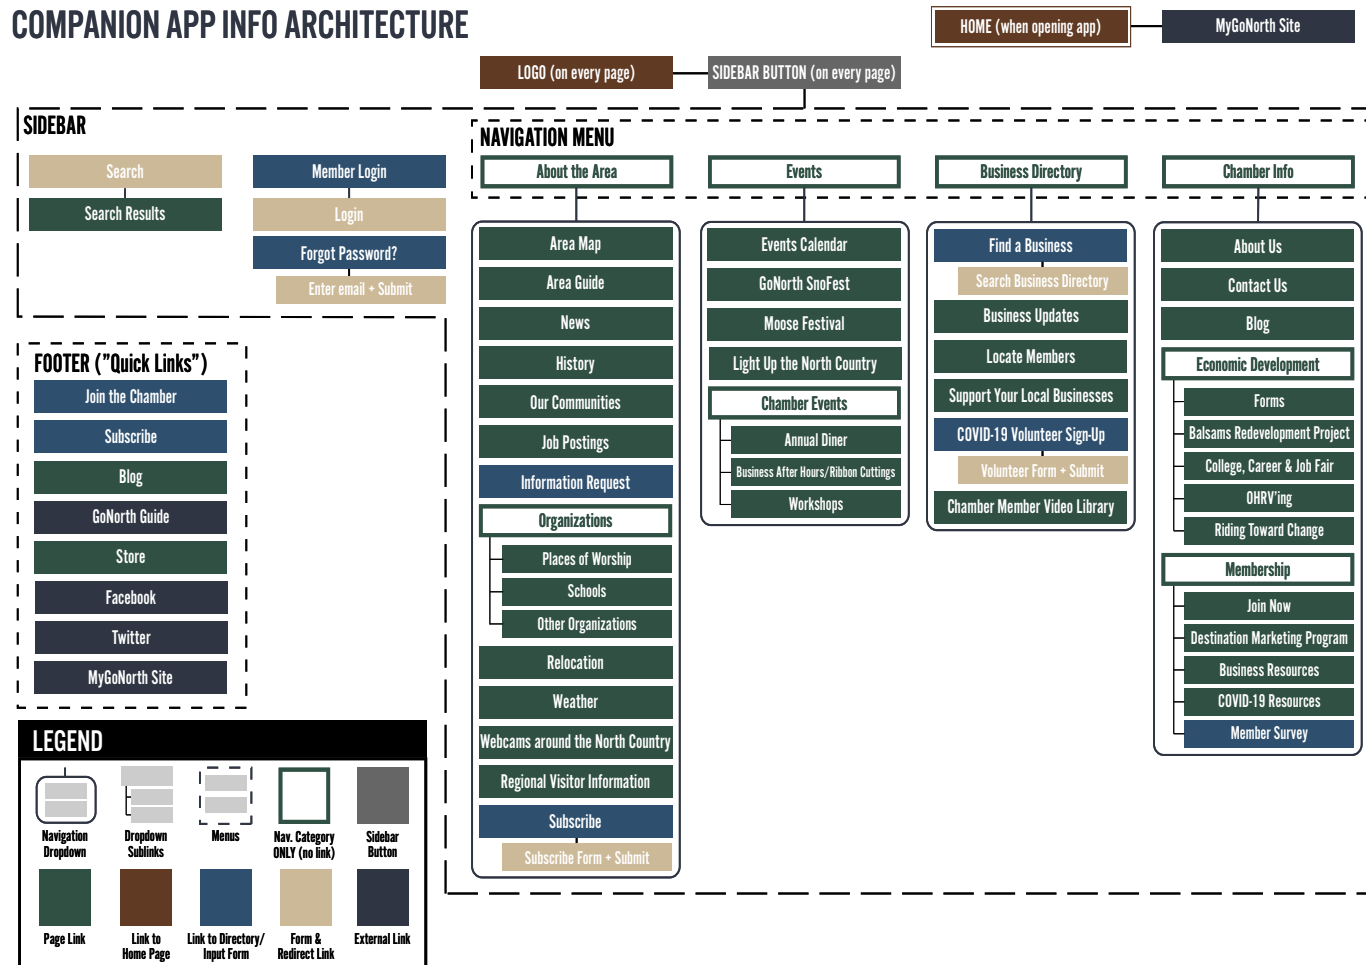 COMPANION APP INFO ARCHITECTURE
HOME (when opening app)
MyGoNorth Site
LOGO (on every page)
SIDEBAR BUTTON (on every page)
SIDEBAR
Search
Search Results
Member Login
Login
Forgot Password?
Enter email + Submit
NAVIGATION MENU
About the Area
Events
Business Directory
Chamber Info
Area Map
Area Guide
News
History
Our Communities
Job Postings
Information Request
Organizations
Places of Worship
Schools
Other Organizations
Relocation
Weather
Webcams around the North Country
Regional Visitor Information
Subscribe
Subscribe Form + Submit
Events Calendar
GoNorth SnoFest
Moose Festival
Light Up the North Country
Chamber Events
Annual Diner
Business After Hours/Ribbon Cuttings
Workshops
Find a Business
Search Business Directory
Business Updates
Locate Members
Support Your Local Businesses
COVID-19 Volunteer Sign-Up
Volunteer Form + Submit
Chamber Member Video Library
About Us
Contact Us
Blog
Economic Development
Forms
Balsams Redevelopment Project
College, Career & Job Fair
OHRV'ing
Riding Toward Change
Membership
Join Now
Destination Marketing Program
Business Resources
COVID-19 Resources
Member Survey
FOOTER ("Quick Links")
Join the Chamber
Subscribe
Blog
GoNorth Guide
Store
Facebook
Twitter
MyGoNorth Site
LEGEND
Navigation
Dropdown
Dropdown
Sublinks
Menus
Nav. Category
ONLY (no link)
Sidebar
Button
Page Link
Link to
Home Page
Link to Directory/
Input Form
Form &
Redirect Link
External Link